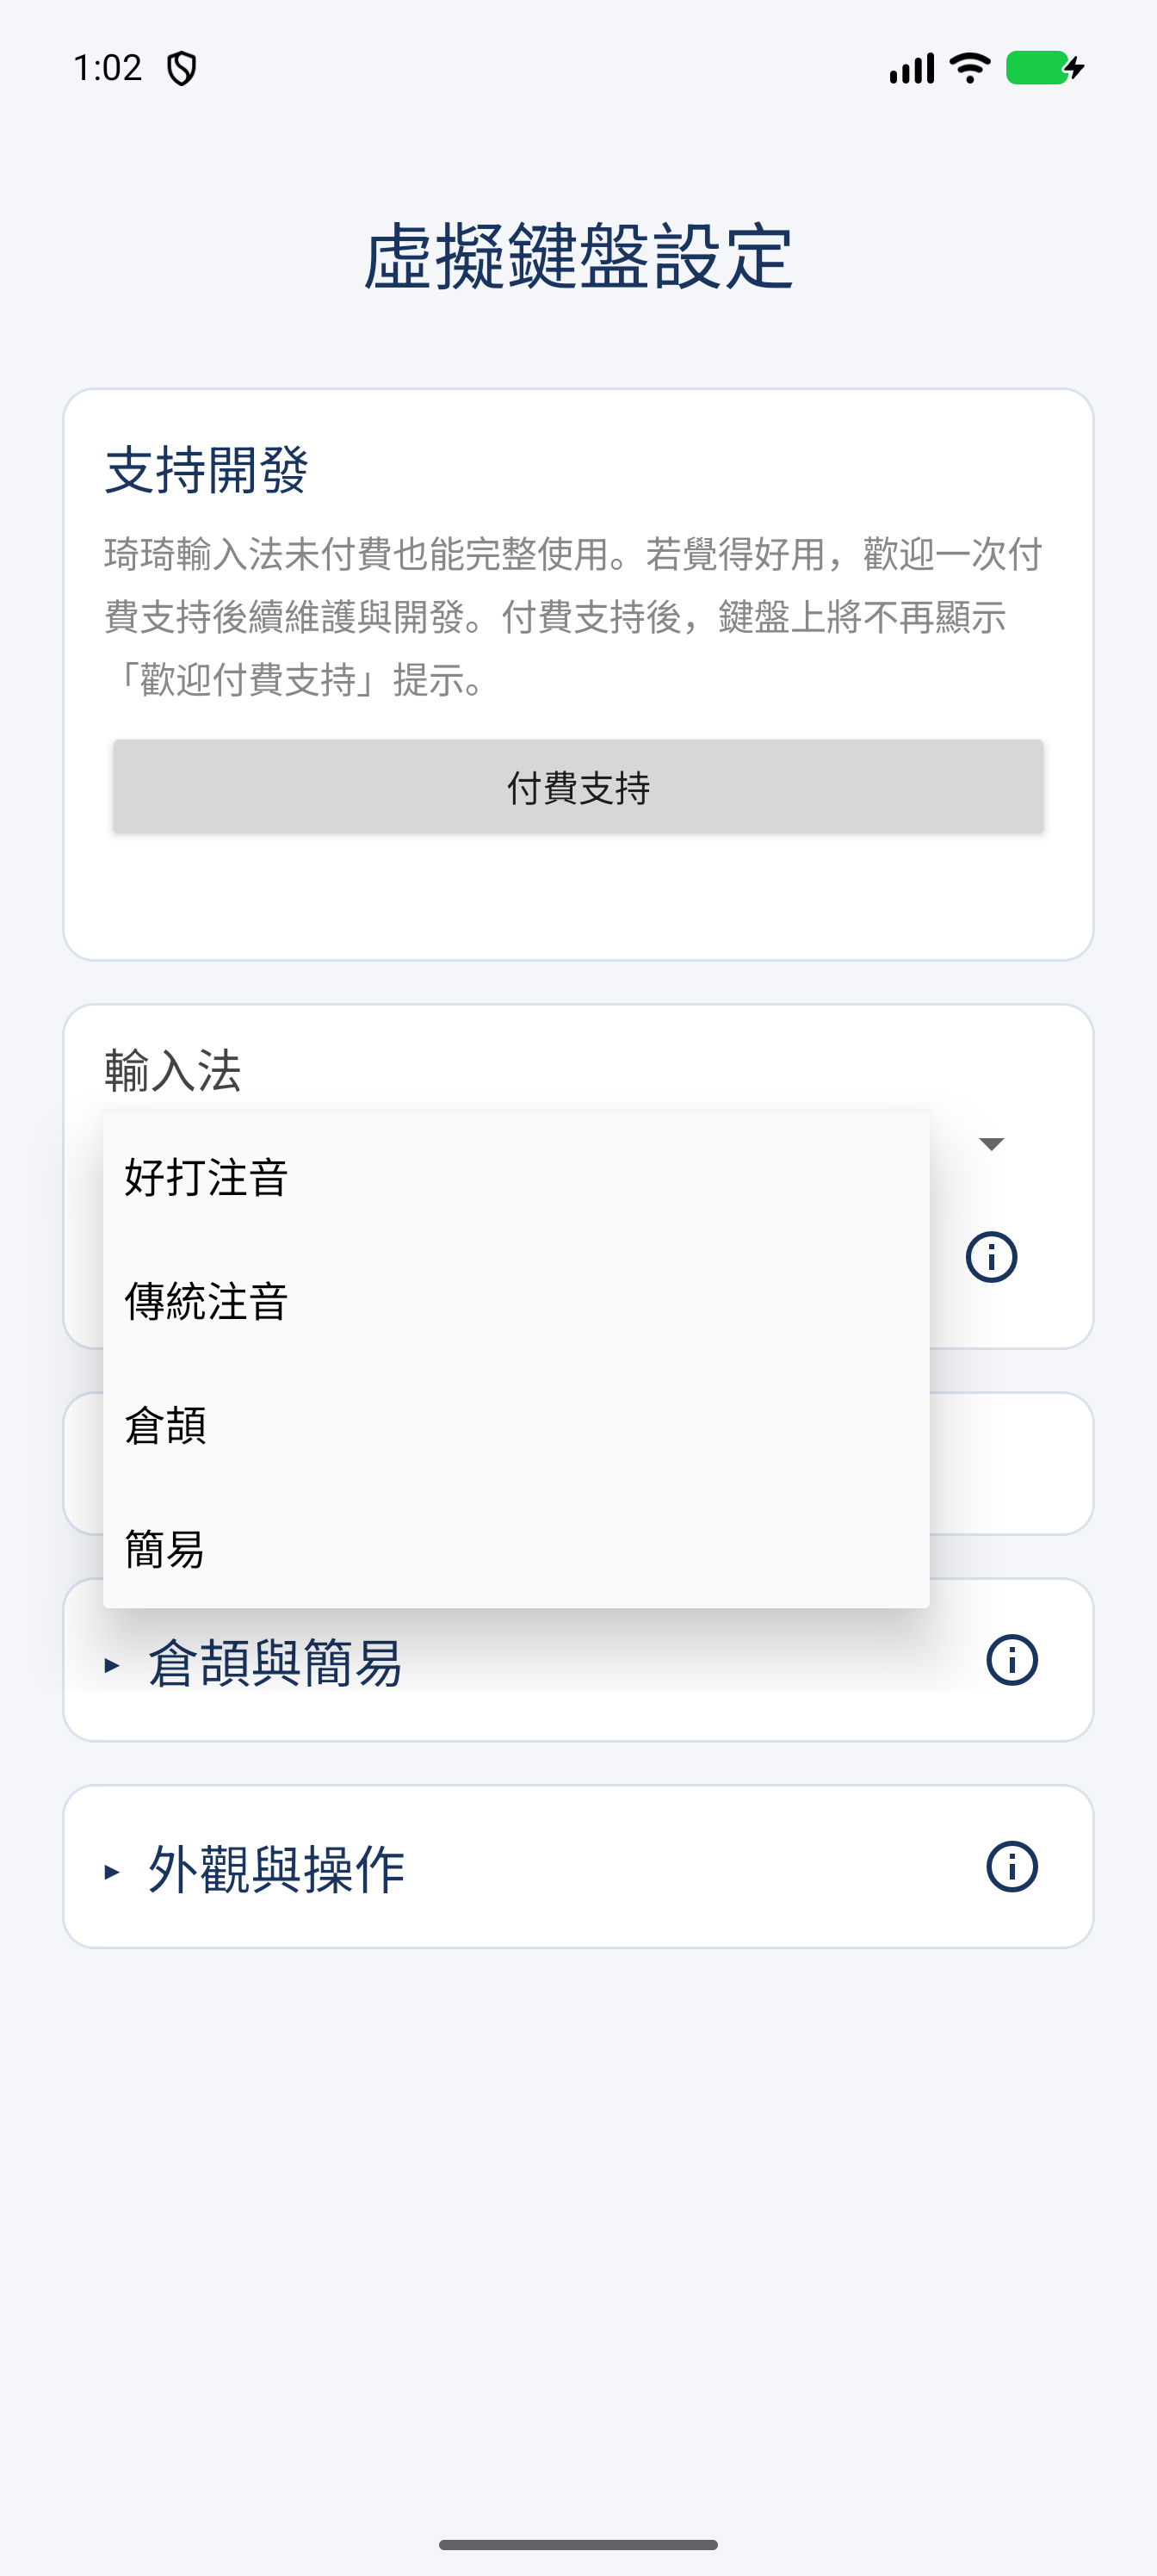 1:02
虛擬鍵盤設定
支持開發
琦琦輸入法未付費也能完整使用。若覺得好用，歡迎一次付
費支持後續維護與開發。付費支持後，鍵盤上將不再顯示
「歡迎付費支持」提示。
付費支持
輸入法
好打注音
傳統注音
倉頡
簡易
▸ 倉頡與簡易
▸ 外觀與操作